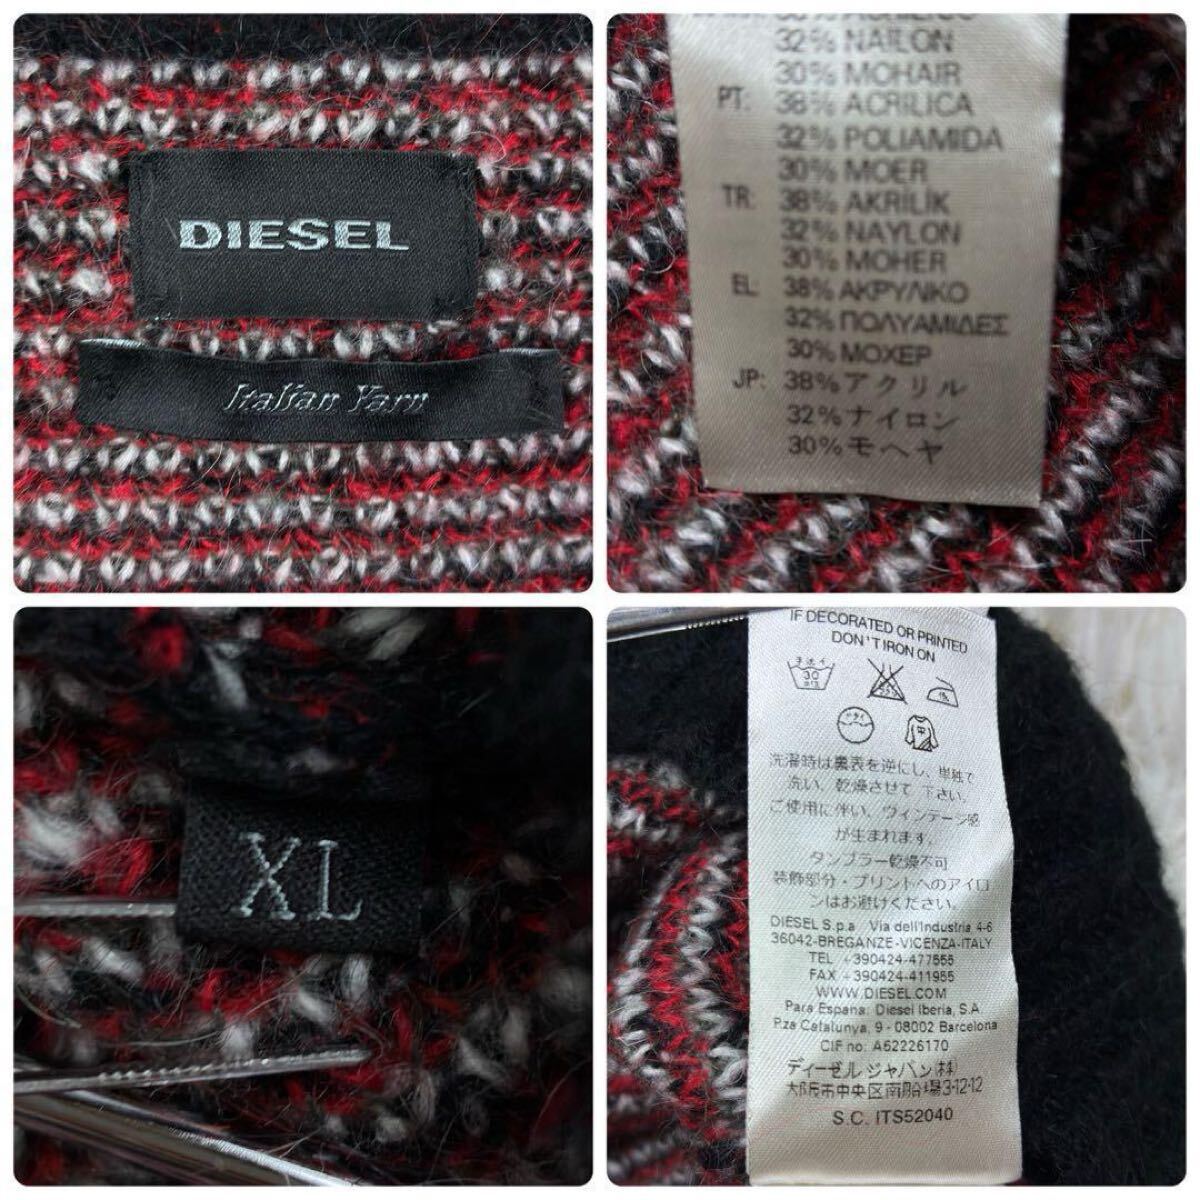 DIESEL
Italian Yarn
32% NAILON
30% MOHAIR
PT: 38% ACRILICA
32% POLIAMIDA
30% MOER
TR: 38% AKRİLİK
32% NAYLON
30% MOHER
EL: 38% ΑΚΡΥΛΙΚΟ
32% ΠΟΛΥΑΜΙΔΕΣ
30% ΜΟΧΕΡ
JP: 38%アクリル
32%ナイロン
30%モヘヤ
XL
IF DECORATED OR PRINTED
DON'T IRON ON
30
洗濯時は裏表を逆にし、単独で
洗い、乾燥させて 下さい。
ご使用に伴い、ヴィンテージ感
が生まれます。
タンブラー乾燥不可
装飾部分・プリントへのアイロ
ンはお避けください。
DIESEL S.p.a Via dell'Industria 4-6
36042-BREGANZE-VICENZA-ITALY
TEL +390424-477555
FAX +390424-411955
WWW.DIESEL.COM
Para España: Diesel Iberia, S.A.
Pza Catalunya, 9 - 08002 Barcelona
CIF no: A62226170
ディーゼル ジャパン(株)
大阪市中央区南船場3-12-12
S.C. ITS52040